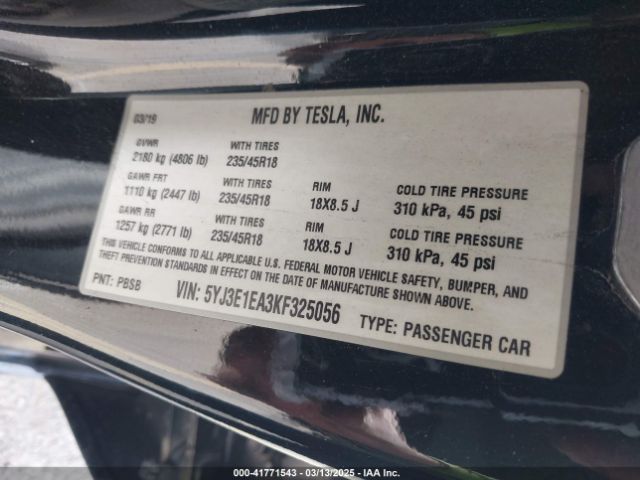 03/19 MFD BY TESLA, INC.
GVWR WITH TIRES
2180 kg (4806 lb) 235/45R18
GAWR FRT WITH TIRES RIM COLD TIRE PRESSURE
1110 kg (2447 lb) 235/45R18 18X8.5 J 310 kPa, 45 psi
GAWR RR WITH TIRES RIM COLD TIRE PRESSURE
1257 kg (2771 lb) 235/45R18 18X8.5 J 310 kPa, 45 psi
THIS VEHICLE CONFORMS TO ALL APPLICABLE U.S. FEDERAL MOTOR VEHICLE SAFETY, BUMPER, AND
THEFT PREVENTION STANDARDS IN EFFECT ON THE DATE OF MANUFACTURE SHOWN ABOVE.
PNT: PBSB VIN: 5YJ3E1EA3KF325056 TYPE: PASSENGER CAR
000-41771543 - 03/13/2025 - IAA Inc.